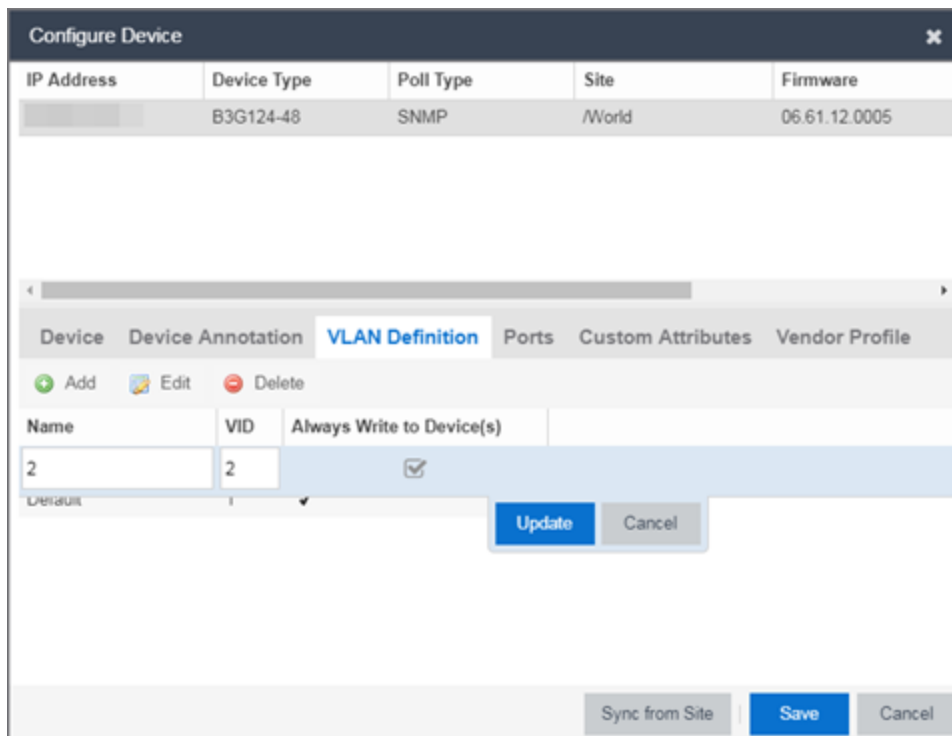 Configure Device
IP Address Device Type Poll Type Site Firmware
B3G124-48 SNMP /World 06.61.12.0005
Device Device Annotation VLAN Definition Ports Custom Attributes Vendor Profile
Add Edit Delete
Name VID Always Write to Device(s)
2 2
Default 1
Update Cancel
Sync from Site Save Cancel